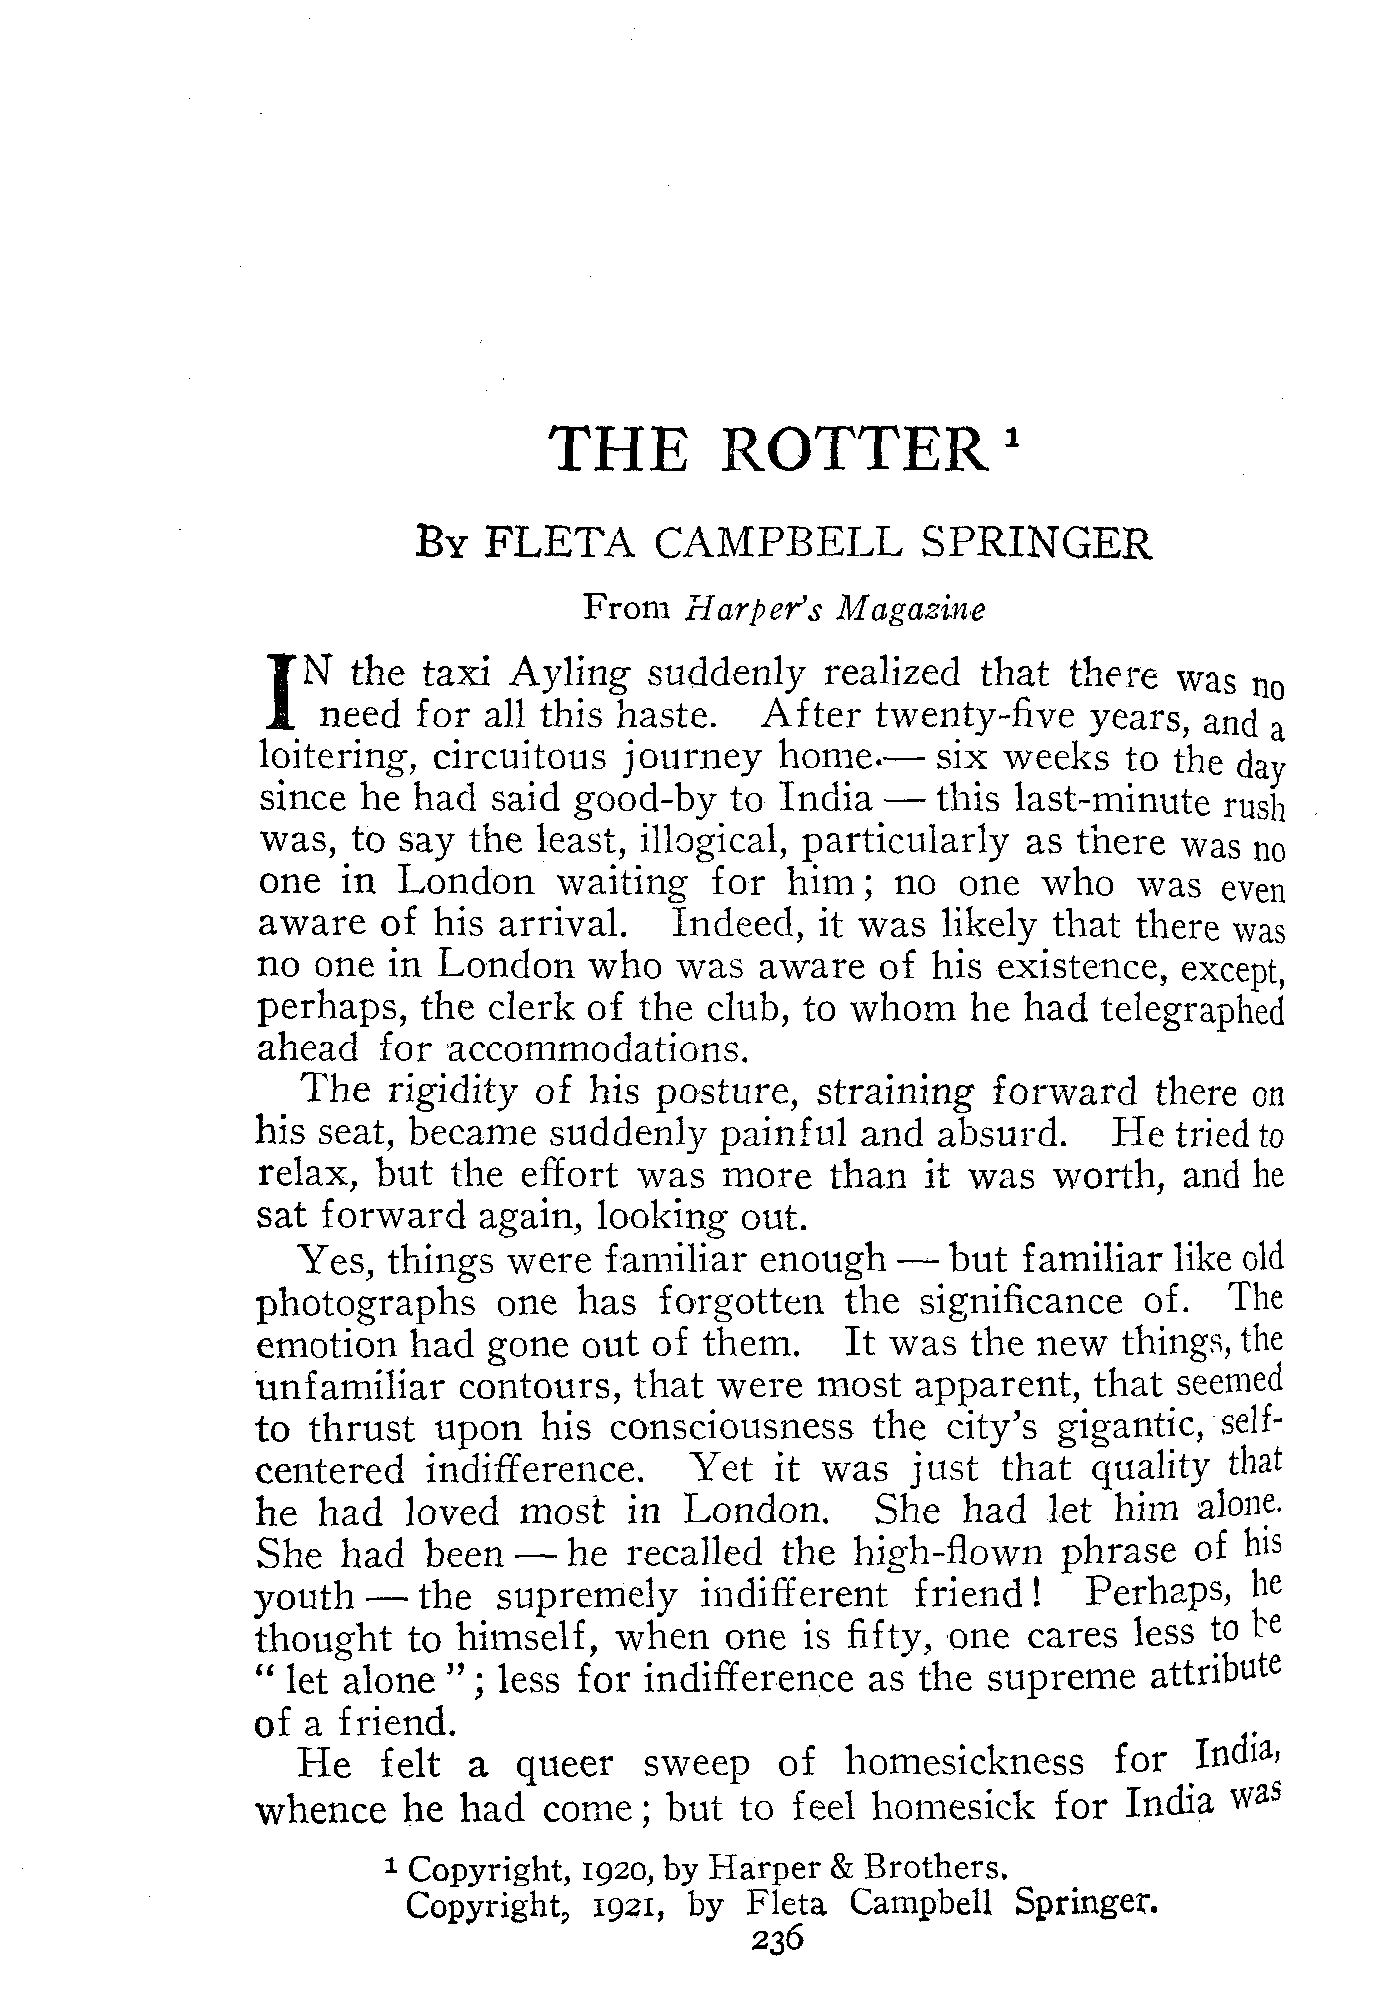 THE ROTTER ¹
By FLETA CAMPBELL SPRINGER
From Harper's Magazine
IN the taxi Ayling suddenly realized that there was no
need for all this haste. After twenty-five years, and a
loitering, circuitous journey home — six weeks to the day
since he had said good-by to India — this last-minute rush
was, to say the least, illogical, particularly as there was no
one in London waiting for him; no one who was even
aware of his arrival. Indeed, it was likely that there was
no one in London who was aware of his existence, except,
perhaps, the clerk of the club, to whom he had telegraphed
ahead for accommodations.
The rigidity of his posture, straining forward there on
his seat, became suddenly painful and absurd. He tried to
relax, but the effort was more than it was worth, and he
sat forward again, looking out.
Yes, things were familiar enough — but familiar like old
photographs one has forgotten the significance of. The
emotion had gone out of them. It was the new things, the
unfamiliar contours, that were most apparent, that seemed
to thrust upon his consciousness the city's gigantic, self-
centered indifference. Yet it was just that quality that
he had loved most in London. She had let him alone.
She had been — he recalled the high-flown phrase of his
youth — the supremely indifferent friend! Perhaps, he
thought to himself, when one is fifty, one cares less to be
"let alone"; less for indifference as the supreme attribute
of a friend.
He felt a queer sweep of homesickness for India,
whence he had come; but to feel homesick for India was
¹ Copyright, 1920, by Harper & Brothers.
Copyright, 1921, by Fleta Campbell Springer.
236